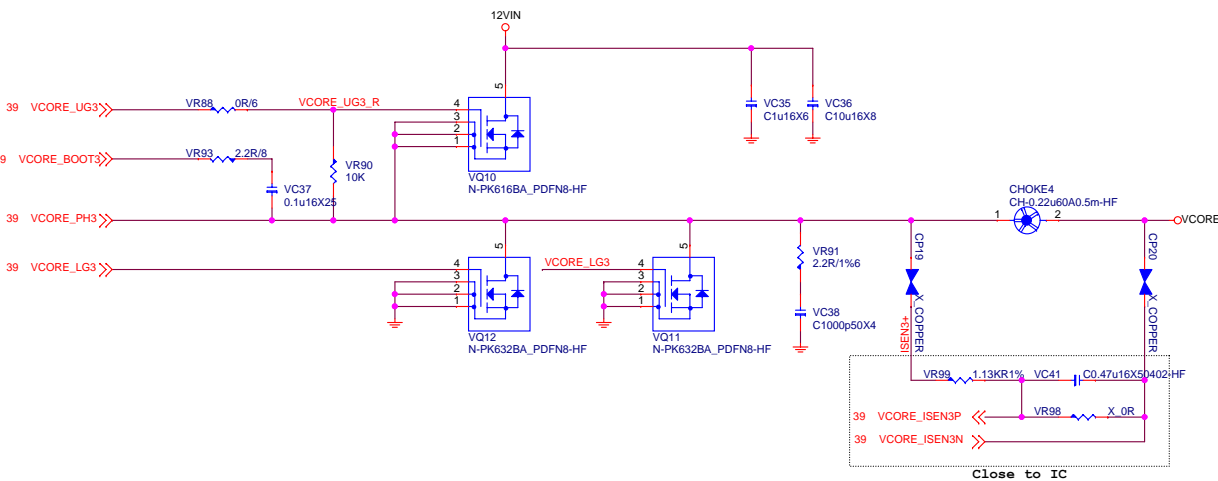 12VIN
39 VCORE_UG3
VR88 0R/6
VCORE_UG3_R
5
4
3
2
1
VQ10
N-PK616BA_PDFN8-HF
VC35
C1u16X6
VC36
C10u16X8
9 VCORE_BOOT3
VR93 2.2R/8
VC37
0.1u16X25
VR90
10K
39 VCORE_PH3
CHOKE4
CH-0.22u60A0.5m-HF
1
2
VCORE
39 VCORE_LG3
5
4
3
2
1
VQ12
N-PK632BA_PDFN8-HF
VCORE_LG3
5
4
3
2
1
VQ11
N-PK632BA_PDFN8-HF
VR91
2.2R/1%6
VC38
C1000p50X4
CP19
X_COPPER
ISEN3+
CP20
X_COPPER
VR99 1.13KR1% VC41 C0.47u16X50402-HF
39 VCORE_ISEN3P
VR98 X_0R
39 VCORE_ISEN3N
Close to IC